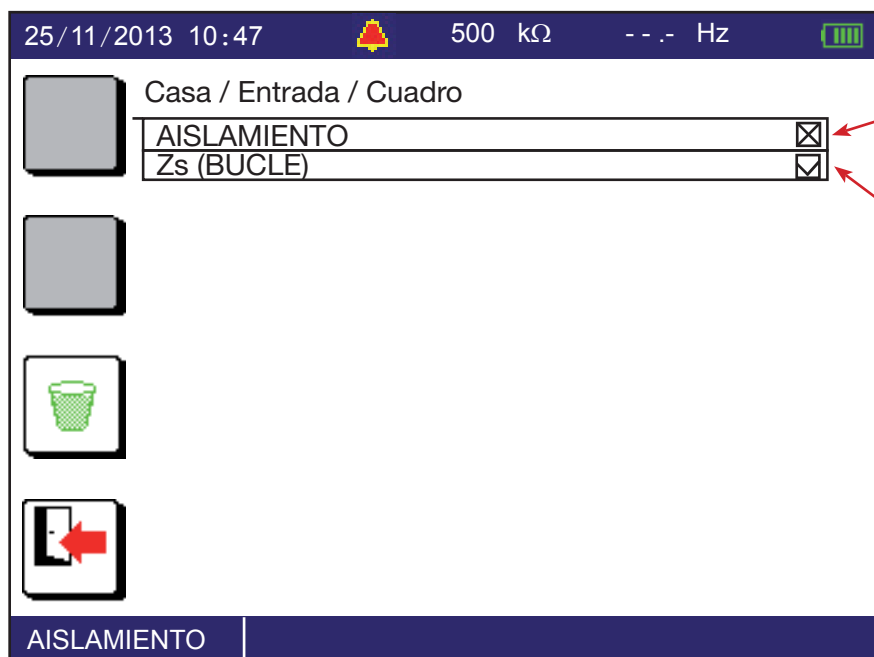 25/11/2013 10:47 500 kΩ - - .- Hz
Casa / Entrada / Cuadro
AISLAMIENTO
Zs (BUCLE)
AISLAMIENTO